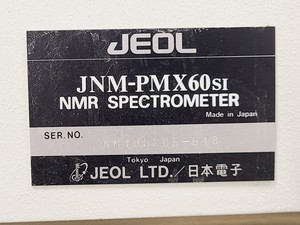 JEOL
JNM-PMX60SI
NMR SPECTROMETER
Made in Japan
SER. NO.
Tokyo Japan
JEOL LTD./日本電子